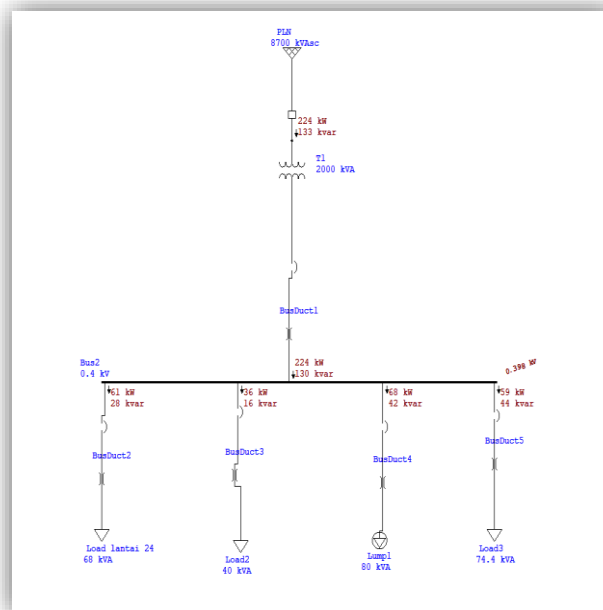 PLN
8700 kVAsc
224 kW
133 kvar
T1
2000 kVA
BusDuct1
Bus2
0.4 kV
224 kW
130 kvar
0.398 kV
61 kW
28 kvar
36 kW
16 kvar
68 kW
42 kvar
59 kW
44 kvar
BusDuct2
BusDuct3
BusDuct4
BusDuct5
Load lantai 24
68 kVA
Load2
40 kVA
Lump1
80 kVA
Load3
74.4 kVA